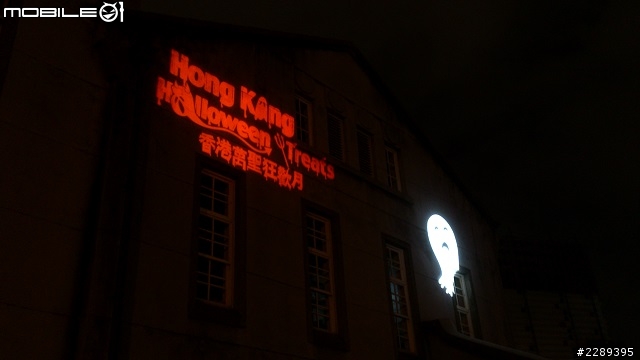 MOBILE01
Hong Kong
Halloween
Treats
香港萬聖狂歡月
#2289395